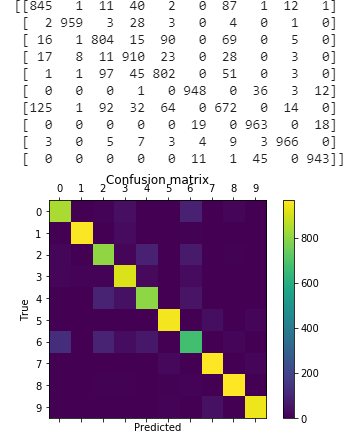 [[845 1 11 40 2 0 87 1 12 1]
[ 2 959 3 28 3 0 4 0 1 0]
[ 16 1 804 15 90 0 69 0 5 0]
[ 17 8 11 910 23 0 28 0 3 0]
[ 1 1 97 45 802 0 51 0 3 0]
[ 0 0 0 1 0 948 0 36 3 12]
[125 1 92 32 64 0 672 0 14 0]
[ 0 0 0 0 0 19 0 963 0 18]
[ 3 0 5 7 3 4 9 3 966 0]
[ 0 0 0 0 0 11 1 45 0 943]]
Confusion matrix
0 1 2 3 4 5 6 7 8 9
0
1
2
3
4
5
6
7
8
9
True
Predicted
800
600
400
200
0